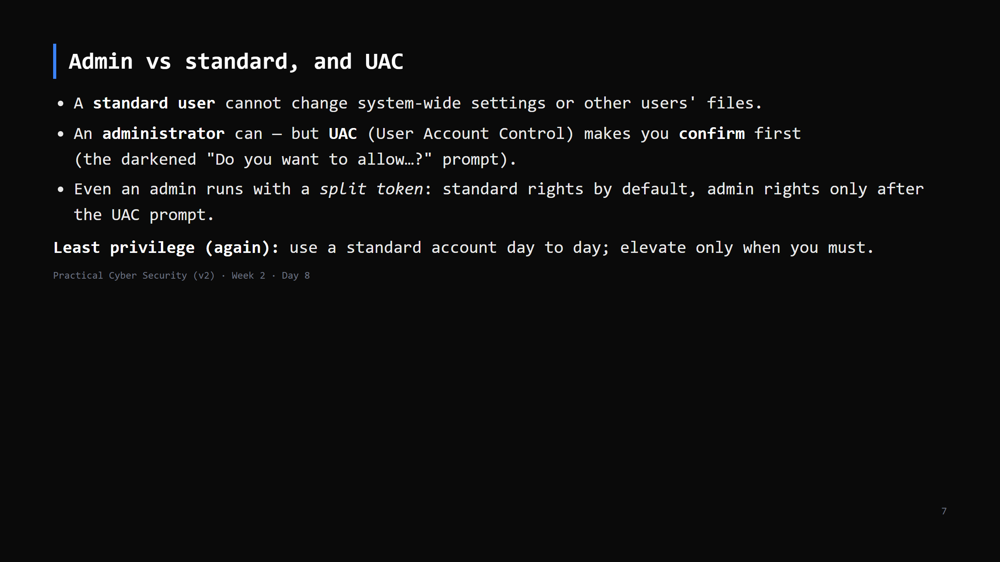 Admin vs standard, and UAC
• A standard user cannot change system-wide settings or other users' files.
• An administrator can — but UAC (User Account Control) makes you confirm first
(the darkened "Do you want to allow…?" prompt).
• Even an admin runs with a split token: standard rights by default, admin rights only after
the UAC prompt.
Least privilege (again): use a standard account day to day; elevate only when you must.
Practical Cyber Security (v2) · Week 2 · Day 8
7